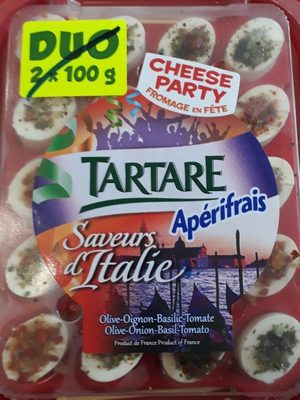 DUO
2 x 100 g
CHEESE
PARTY
FROMAGE EN FÊTE
TARTARE
Apérifrais
Saveurs
d'Italie
Olive-Oignon-Basilic-Tomate
Olive-Onion-Basil-Tomato
Produit de France Product of France